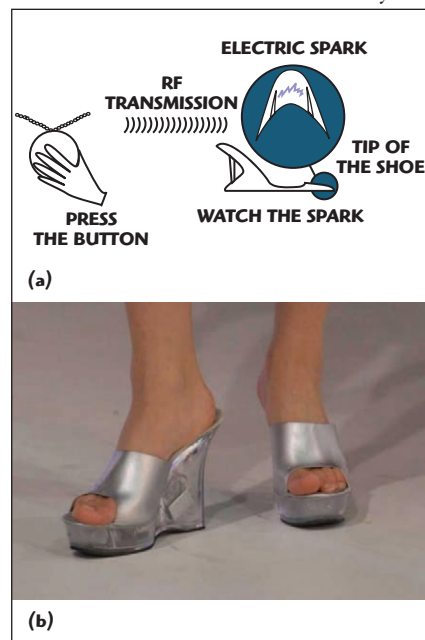 ELECTRIC SPARK
RF
TRANSMISSION
TIP OF
THE SHOE
PRESS
THE BUTTON
WATCH THE SPARK
(a)
(b)